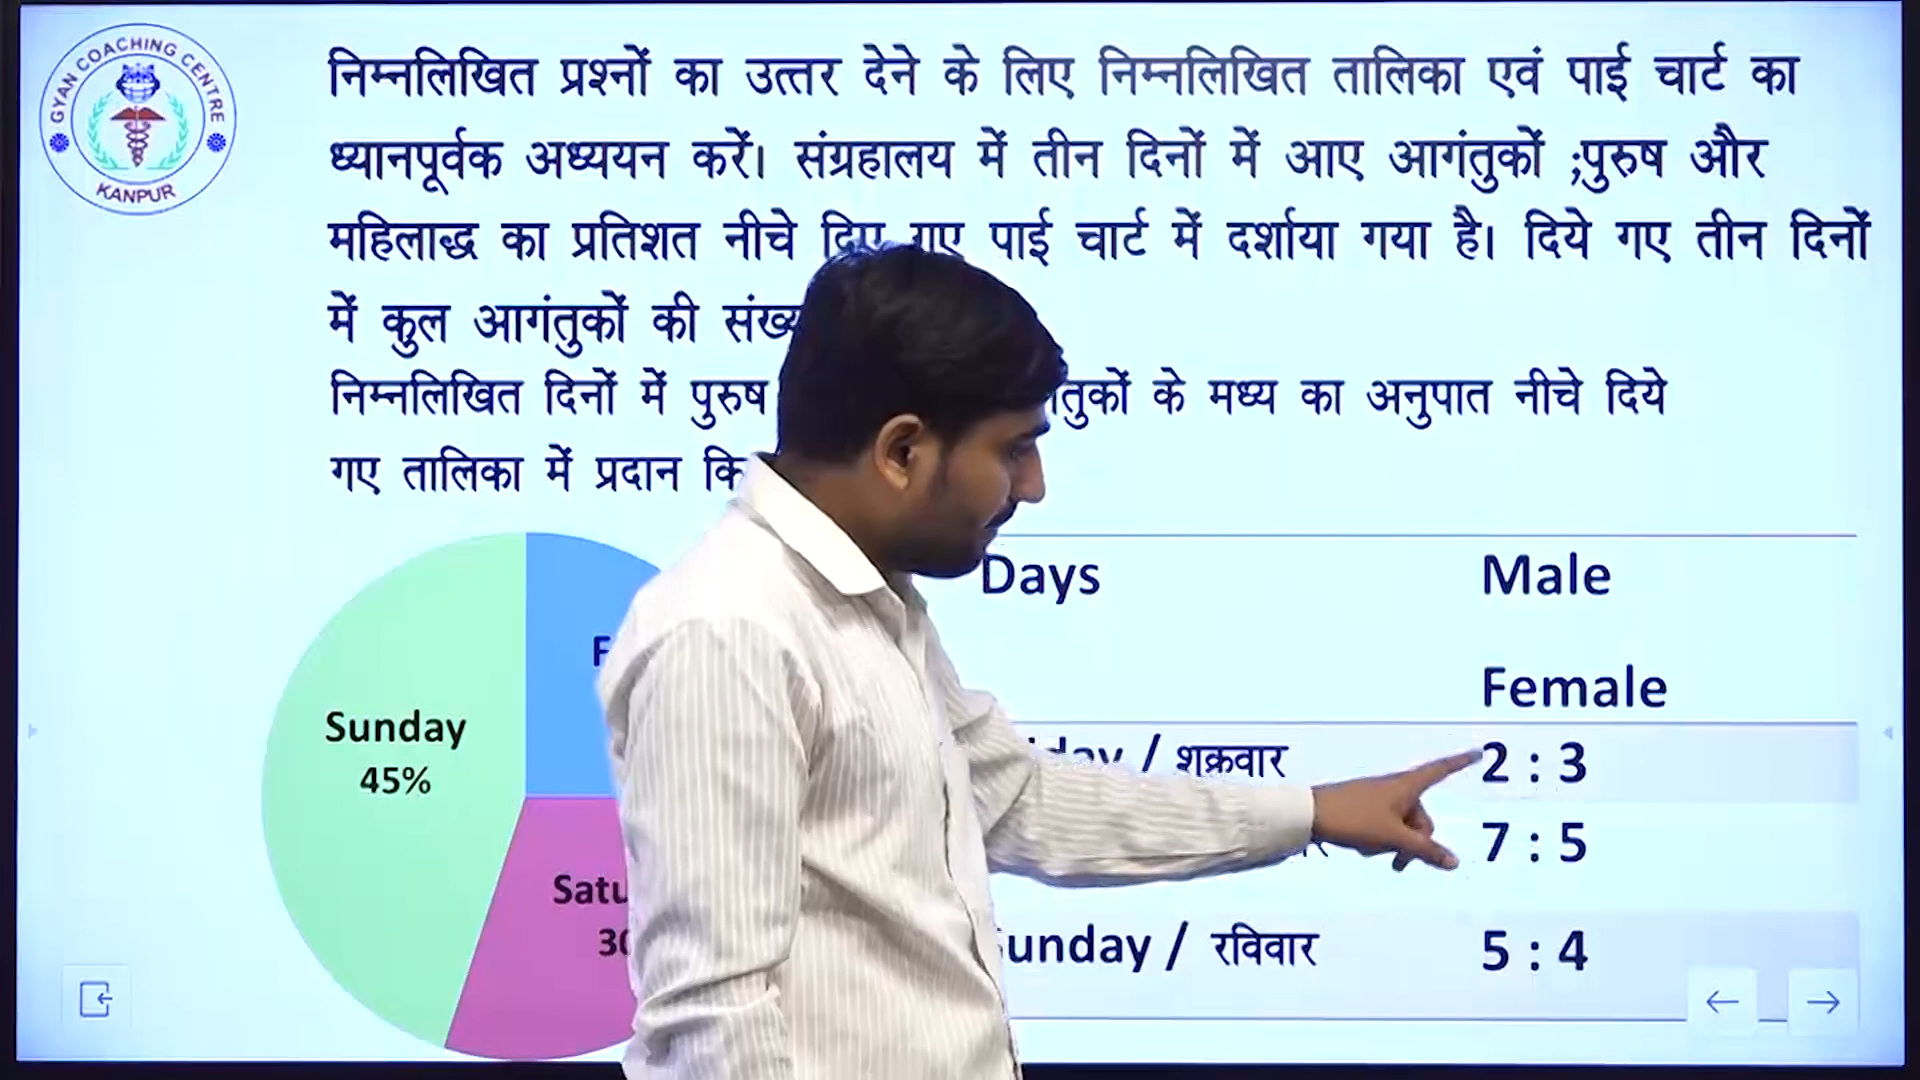 GYAN COACHING CENTRE
KANPUR
निम्नलिखित प्रश्नों का उत्तर देने के लिए निम्नलिखित तालिका एवं पाई चार्ट का
ध्यानपूर्वक अध्ययन करें। संग्रहालय में तीन दिनों में आए आगंतुकों ;पुरुष और
महिलाद्ध का प्रतिशत नीचे दिए गए पाई चार्ट में दर्शाया गया है। दिये गए तीन दिनों
में कुल आगंतुकों की
निम्नलिखित दिनों में पुरुष के मध्य का अनुपात नीचे दिये
गए तालिका में प्रदान
Sunday
45%
Days Male
Female
/ शुक्रवार 2 : 3
7 : 5
Sunday / रविवार 5 : 4